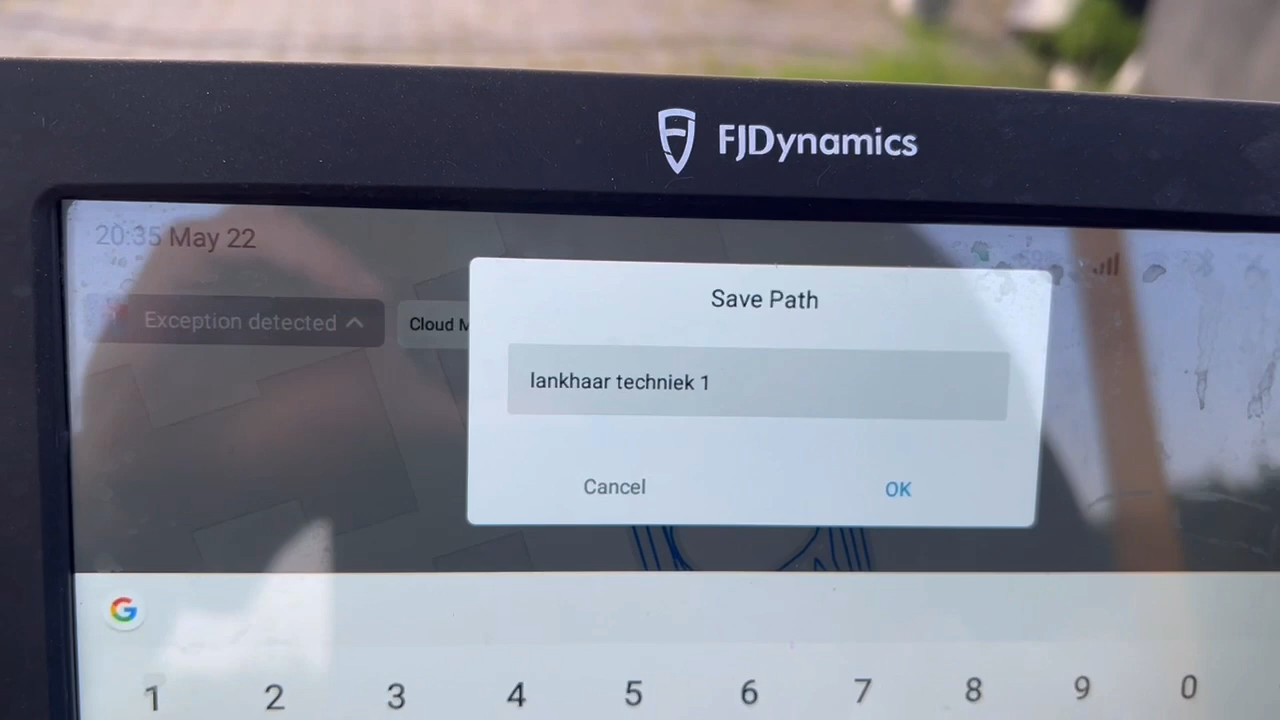 FJDynamics
20:35 May 22
Exception detected
Cloud M
Save Path
lankhaar techniek 1
Cancel
OK
G
1 2 3 4 5 6 7 8 9 0